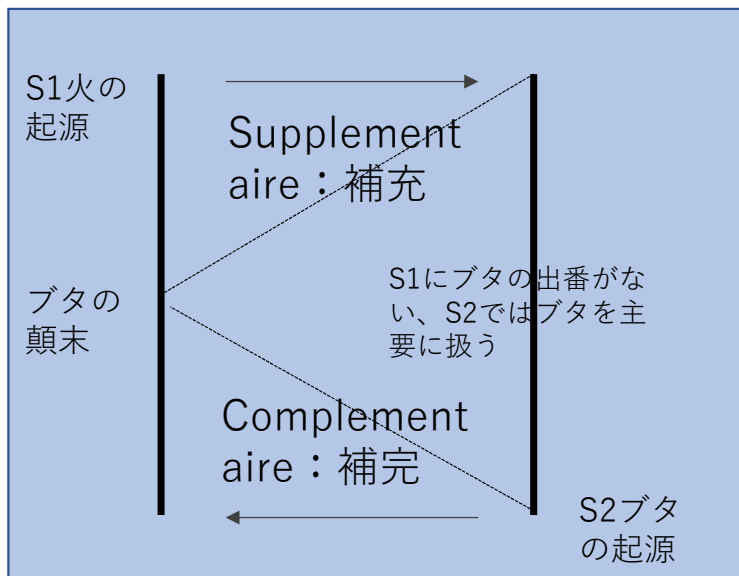 S1火の
起源
Supplement
aire：補充
ブタの
顛末
S1にブタの出番がな
い、S2ではブタを主
要に扱う
Complement
aire：補完
S2ブタ
の起源